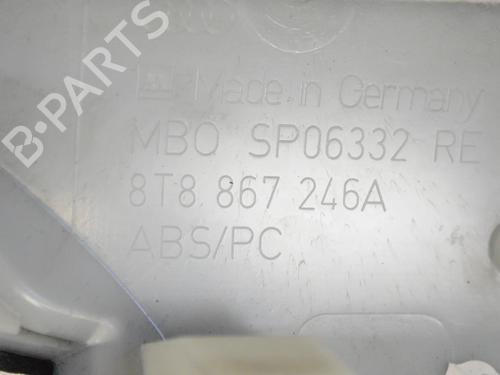 B-PARTS
Made in Germany
MBO SP06332 RE
8T8 867 246A
ABS/PC